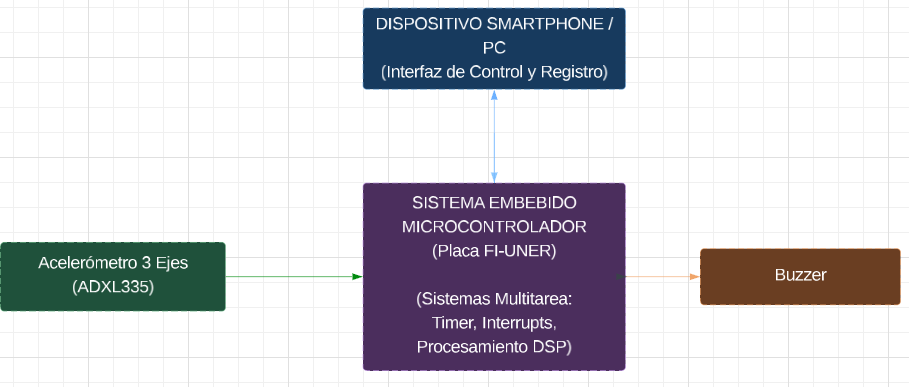 DISPOSITIVO SMARTPHONE /
PC
(Interfaz de Control y Registro)
SISTEMA EMBEBIDO
MICROCONTROLADOR
(Placa FI-UNER)
(Sistemas Multitarea:
Timer, Interrupts,
Procesamiento DSP)
Acelerómetro 3 Ejes
(ADXL335)
Buzzer